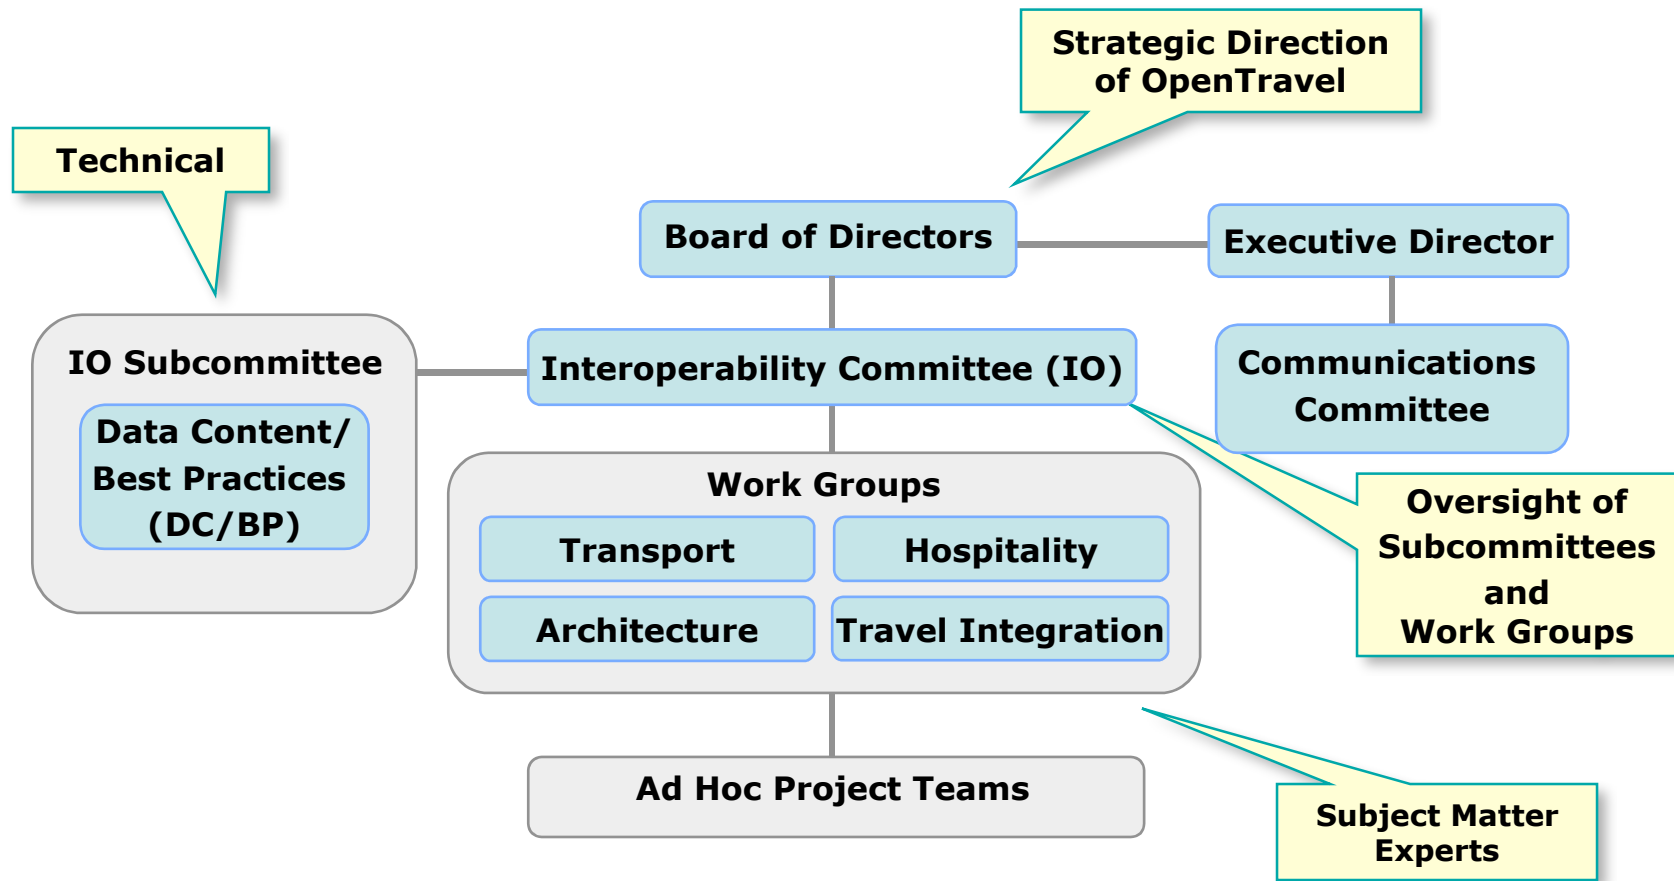 Strategic Direction
of OpenTravel
Technical
Board of Directors
Executive Director
IO Subcommittee
Data Content/
Best Practices
(DC/BP)
Interoperability Committee (IO)
Communications
Committee
Work Groups
Transport
Hospitality
Architecture
Travel Integration
Oversight of
Subcommittees
and
Work Groups
Ad Hoc Project Teams
Subject Matter
Experts